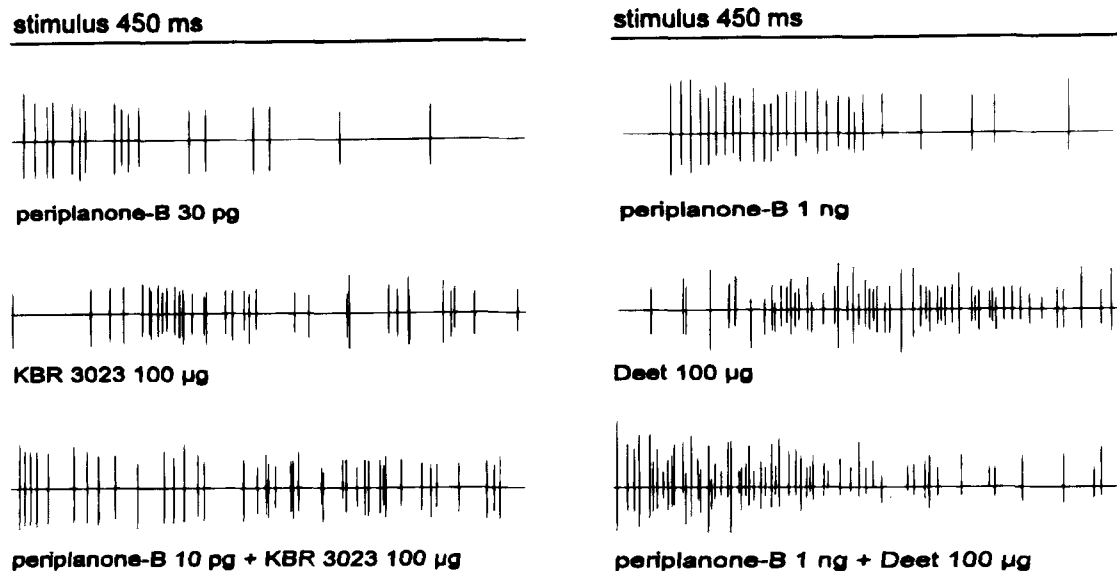 stimulus 450 ms
periplanone-B 30 pg
KBR 3023 100 µg
periplanone-B 10 pg + KBR 3023 100 µg
stimulus 450 ms
periplanone-B 1 ng
Deet 100 µg
periplanone-B 1 ng + Deet 100 µg